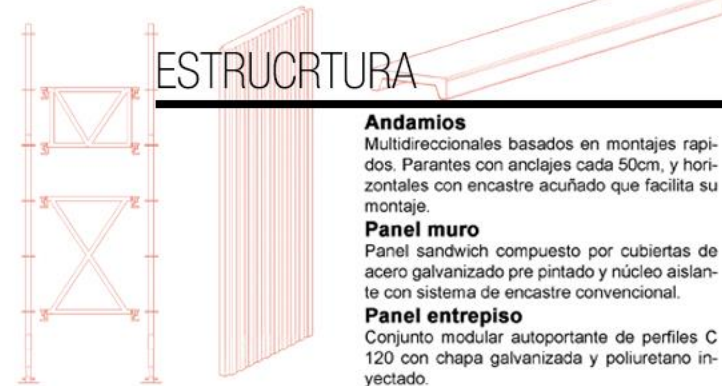 ESTRUCRTURA
Andamios
Multidireccionales basados en montajes rapi-
dos. Parantes con anclajes cada 50cm, y hori-
zontales con encastre acuñado que facilita su
montaje.
Panel muro
Panel sandwich compuesto por cubiertas de
acero galvanizado pre pintado y núcleo aislan-
te con sistema de encastre convencional.
Panel entrepiso
Conjunto modular autoportante de perfiles C
120 con chapa galvanizada y poliuretano in-
yectado.